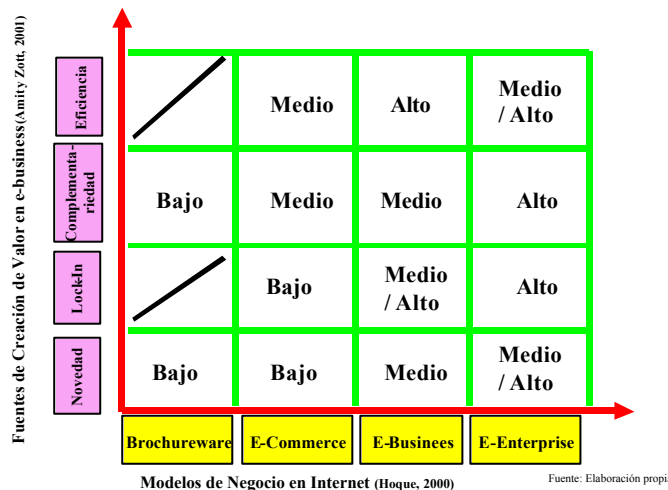 Fuentes de Creación de Valor en e-business (Amit y Zott, 2001)
Eficiencia
Medio
Alto
Medio
/ Alto
Complementa-
riedad
Bajo
Medio
Medio
Alto
Lock-In
Bajo
Medio
/ Alto
Alto
Novedad
Bajo
Bajo
Medio
Medio
/ Alto
Brochureware
E-Commerce
E-Businees
E-Enterprise
Modelos de Negocio en Internet (Hoque, 2000)
Fuente: Elaboración propi